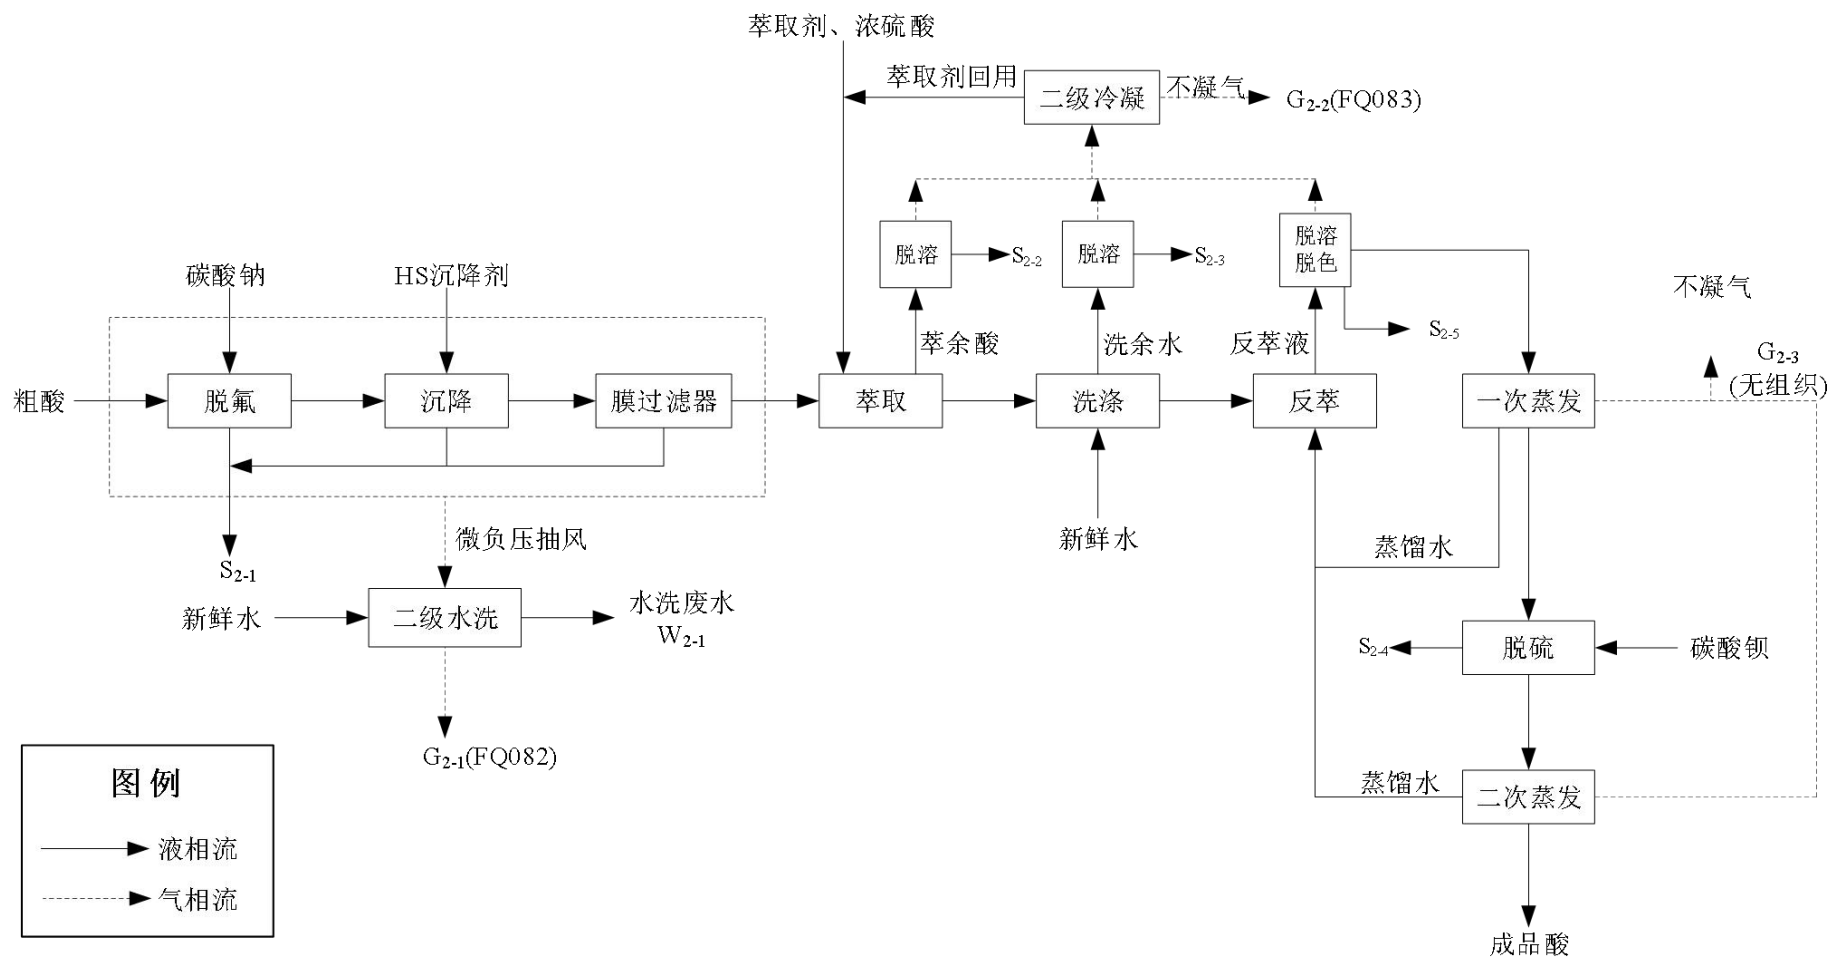 萃取剂、浓硫酸
萃取剂回用
二级冷凝
不凝气
G2-2(FQ083)
脱溶
S2-2
脱溶
S2-3
脱溶
脱色
S2-5
碳酸钠
HS沉降剂
不凝气
G2-3
(无组织)
萃余酸
洗余水
反萃液
粗酸
脱氟
沉降
膜过滤器
萃取
洗涤
反萃
一次蒸发
微负压抽风
新鲜水
蒸馏水
S2-1
新鲜水
二级水洗
水洗废水
W2-1
S2-4
脱硫
碳酸钡
G2-1(FQ082)
蒸馏水
二次蒸发
图例
液相流
气相流
成品酸